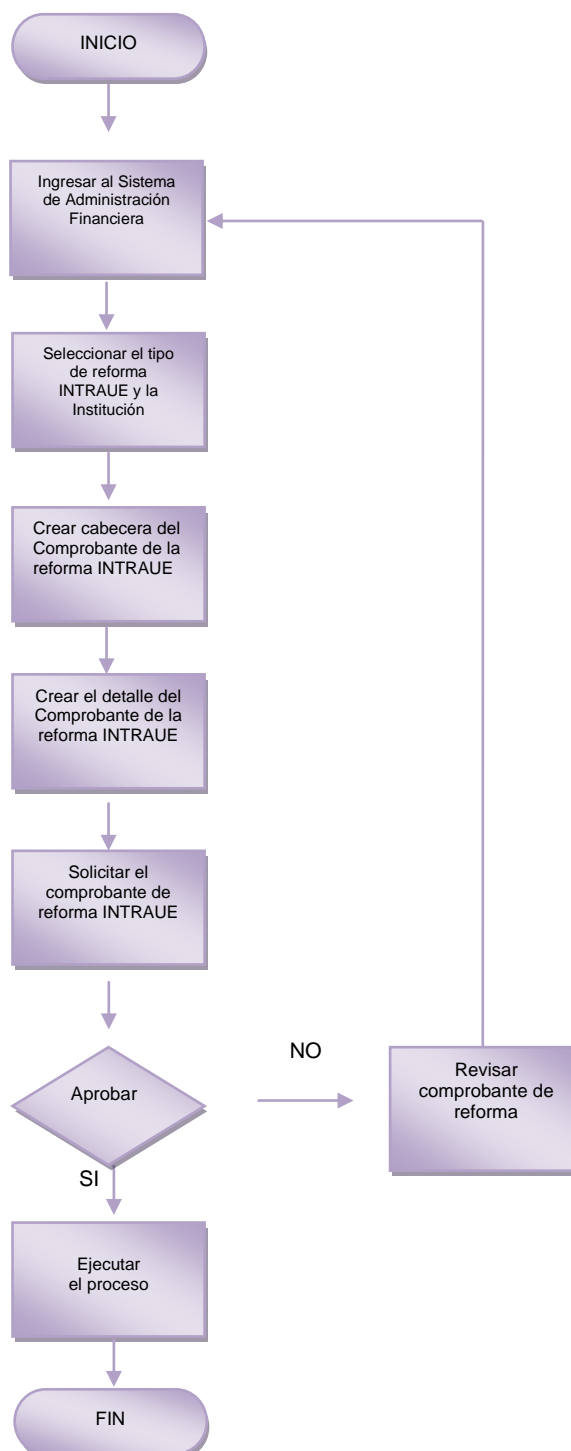 INICIO
Ingresar al Sistema
de Administración
Financiera
Seleccionar el tipo
de reforma
INTRAUE y la
Institución
Crear cabecera del
Comprobante de la
reforma INTRAUE
Crear el detalle del
Comprobante de la
reforma INTRAUE
Solicitar el
comprobante de
reforma INTRAUE
Aprobar
NO
Revisar
comprobante de
reforma
SI
Ejecutar
el proceso
FIN